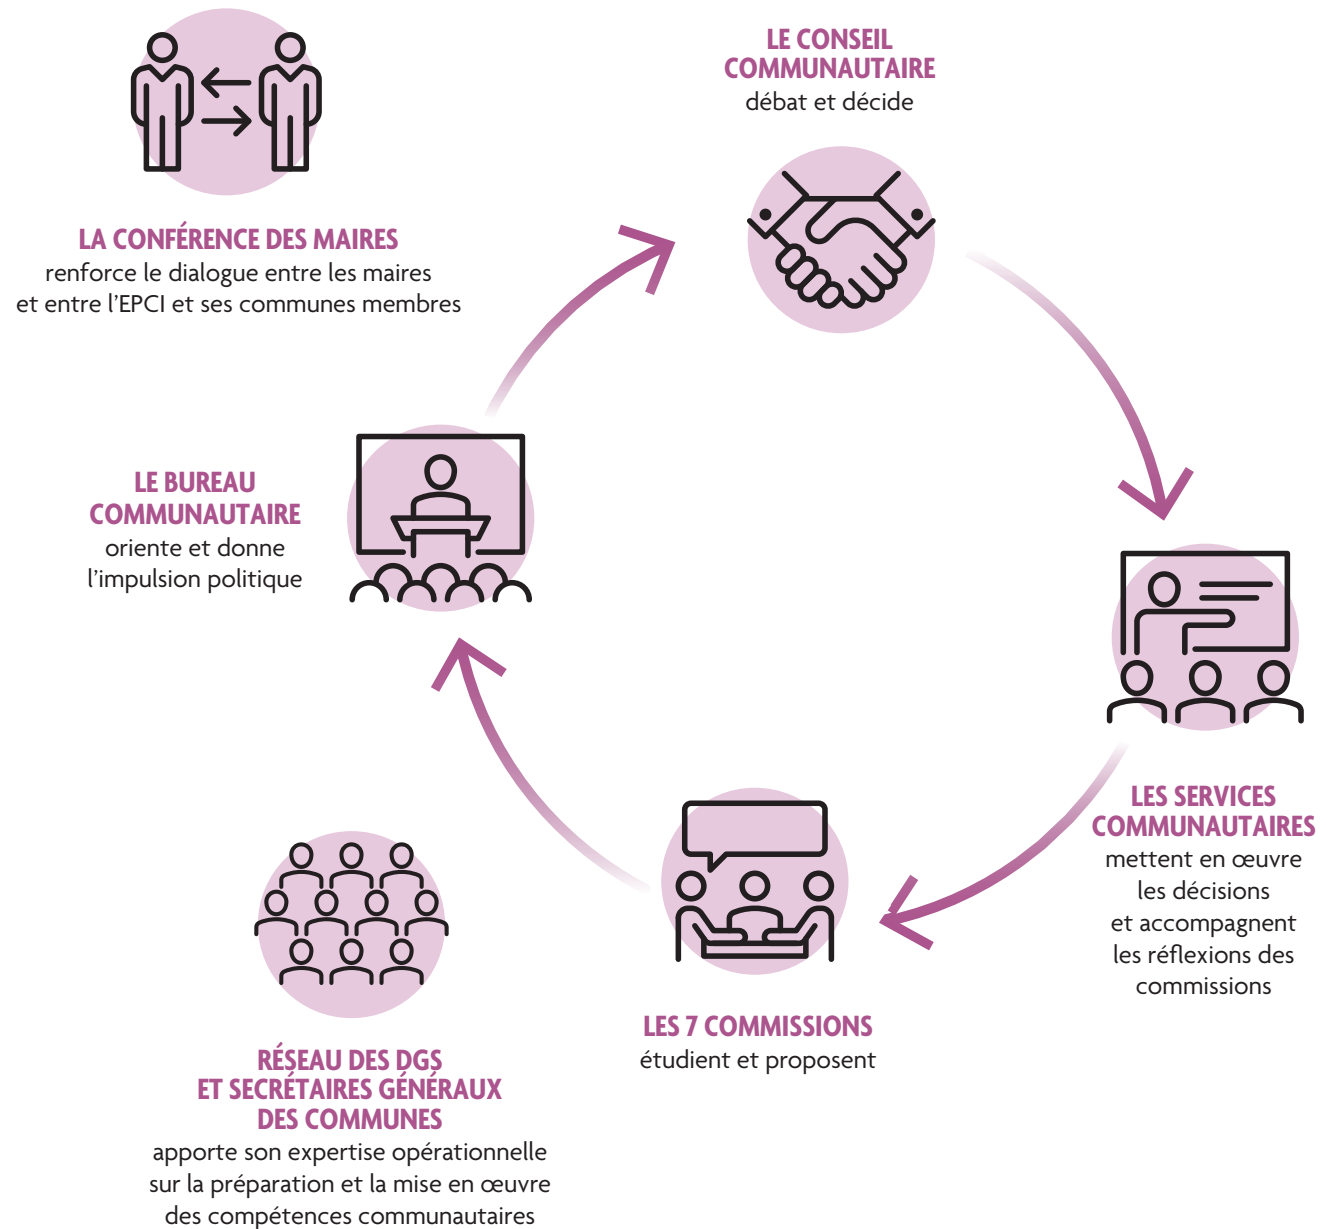 LA CONFÉRENCE DES MAIRES
renforce le dialogue entre les maires
et entre l’EPCI et ses communes membres
LE CONSEIL
COMMUNAUTAIRE
débat et décide
LE BUREAU
COMMUNAUTAIRE
oriente et donne
l’impulsion politique
LES SERVICES
COMMUNAUTAIRES
mettent en œuvre
les décisions
et accompagnent
les réflexions des
commissions
LES 7 COMMISSIONS
étudient et proposent
RÉSEAU DES DGS
ET SECRÉTAIRES GÉNÉRAUX
DES COMMUNES
apporte son expertise opérationnelle
sur la préparation et la mise en œuvre
des compétences communautaires